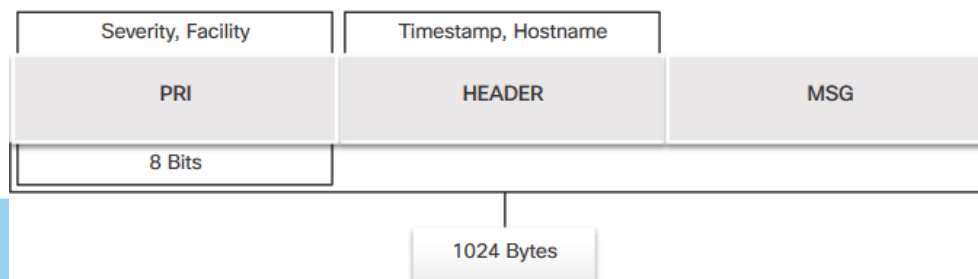 Severity, Facility Timestamp, Hostname
PRI HEADER MSG
8 Bits
1024 Bytes